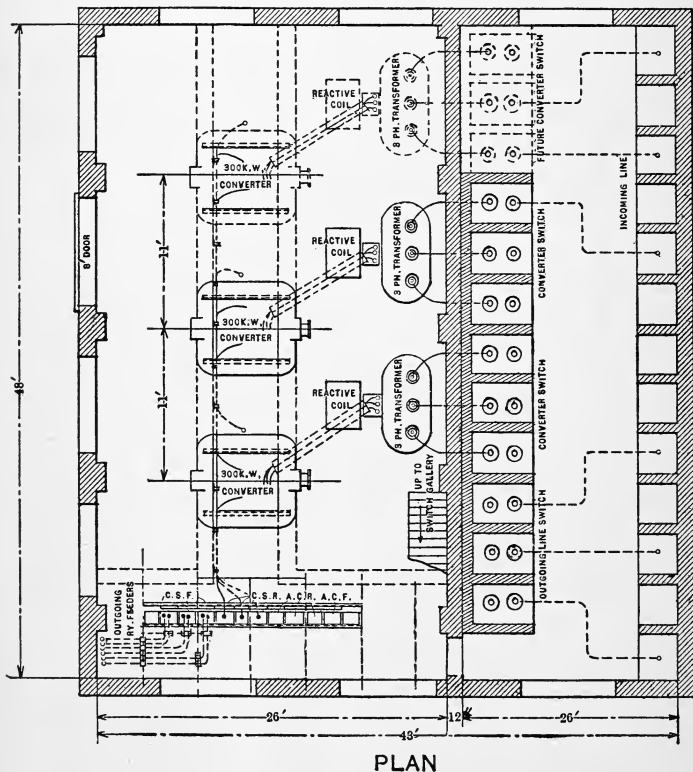 REACTIVE
COIL
3 PH. TRANSFORMER
FUTURE CONVERTER SWITCH
300K.W.
CONVERTER
INCOMING LINE
8' DOOR
11'
REACTIVE
COIL
3 PH. TRANSFORMER
CONVERTER SWITCH
300K.W.
CONVERTER
48'
11'
REACTIVE
COIL
3 PH. TRANSFORMER
CONVERTER SWITCH
300K.W.
CONVERTER
UP TO
SWITCH GALLERY
OUTGOING LINE SWITCH
OUTGOING
RY. FEEDERS
C.S.F.
C.S.R. A.C.R. A.C.F.
26'
12"
26'
43'
PLAN